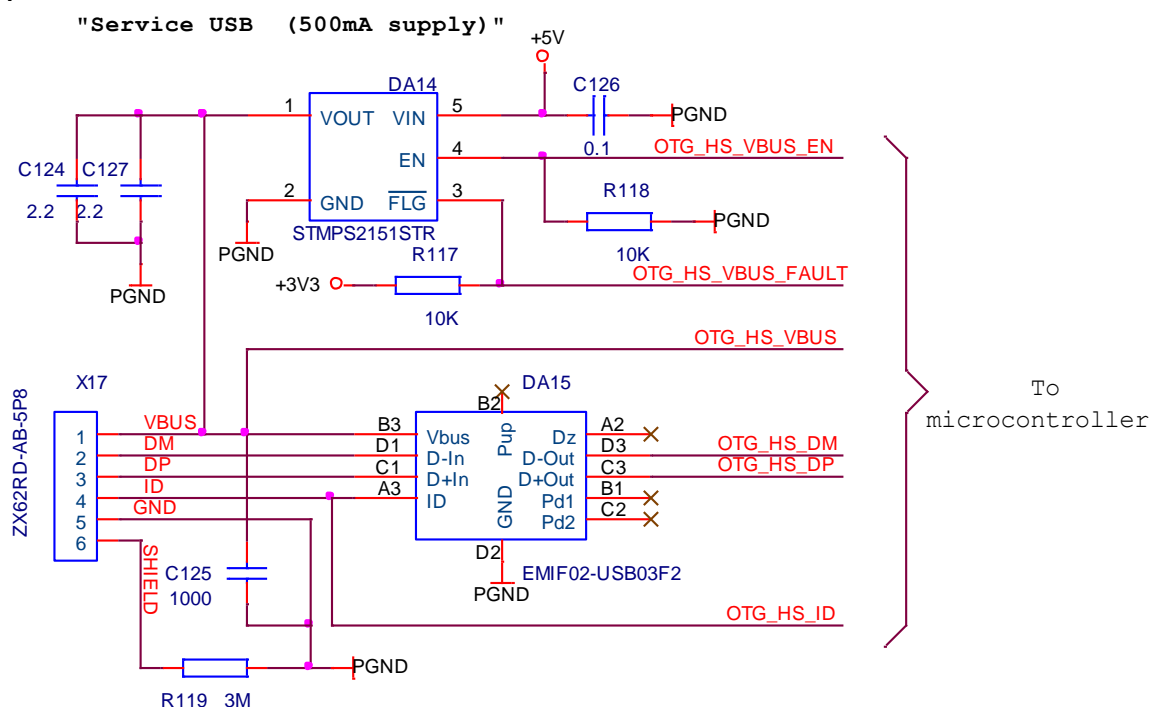 "Service USB  (500mA supply)"
+5V
DA14
C126
1
VOUT
VIN
5
PGND
0.1
OTG_HS_VBUS_EN
EN
4
C124
C127
2.2
2.2
2
GND
FLG
3
R118
PGND
10K
STMPS2151STR
PGND
R117
OTG_HS_VBUS_FAULT
+3V3
10K
PGND
OTG_HS_VBUS
X17
DA15
B2
ZX62RD-AB-5P8
1
VBUS
B3
Vbus
Pup
Dz
A2
2
DM
D1
D-In
D-Out
D3
OTG_HS_DM
3
DP
C1
D+In
D+Out
C3
OTG_HS_DP
4
ID
A3
ID
GND
Pd1
B1
5
GND
Pd2
C2
6
SHIELD
D2
EMIF02-USB03F2
PGND
C125
1000
OTG_HS_ID
PGND
R119
3M
To
microcontroller